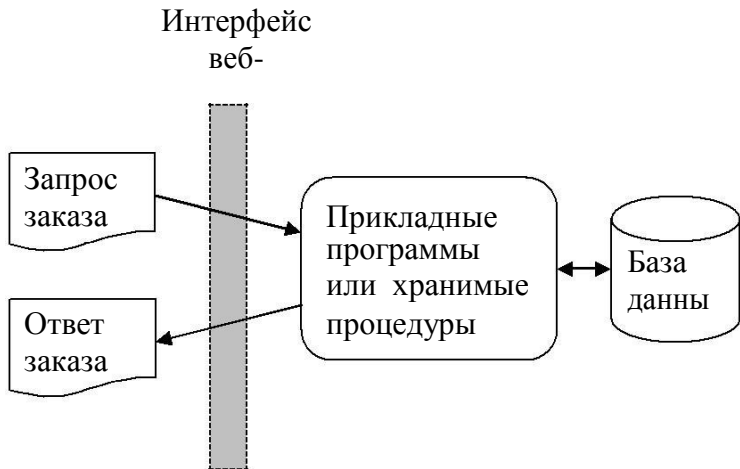 Интерфейс
веб-
Запрос
заказа
Прикладные
программы
или хранимые
процедуры
База
данны
Ответ
заказа